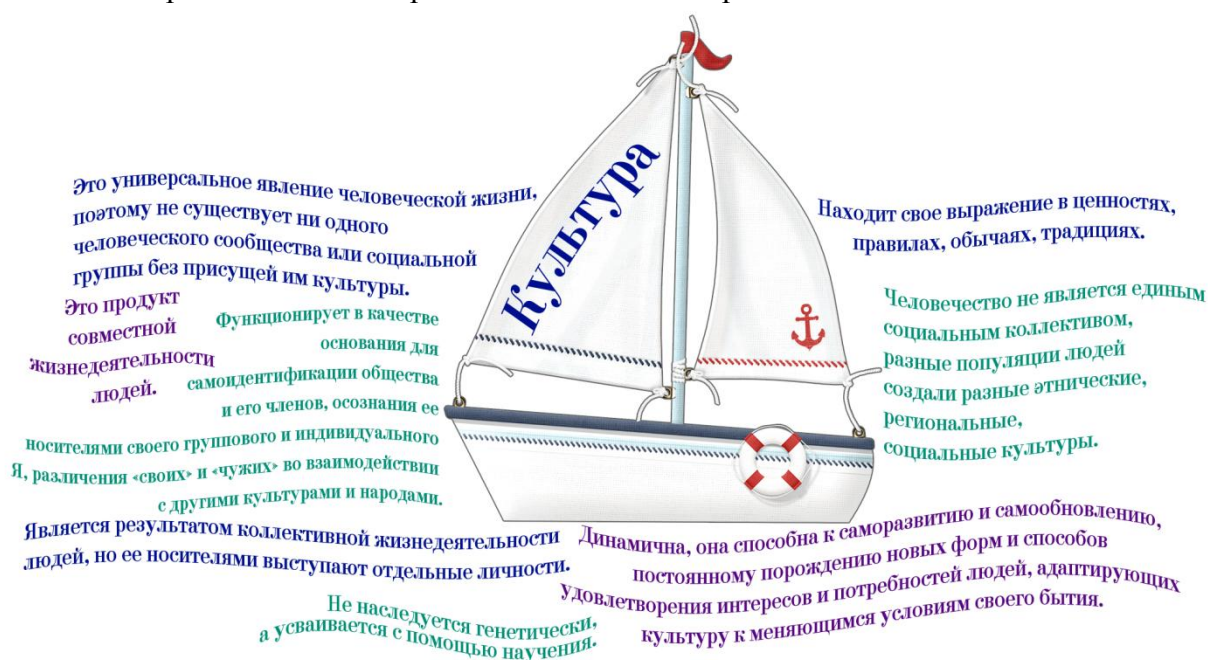 Культура
Это универсальное явление человеческой жизни,
поэтому не существует ни одного
человеческого сообщества или социальной
группы без присущей им культуры.
Это продукт
совместной
жизнедеятельности
людей.
Функционирует в качестве
основания для
самоидентификации общества
и его членов, осознания ее
носителями своего группового и индивидуального
Я, различения «своих» и «чужих» во взаимодействии
с другими культурами и народами.
Является результатом коллективной жизнедеятельности
людей, но ее носителями выступают отдельные личности.
Не наследуется генетически,
а усваивается с помощью научения.
Находит свое выражение в ценностях,
правилах, обычаях, традициях.
Человечество не является единым
социальным коллективом,
разные популяции людей
создали разные этнические,
региональные,
социальные культуры.
Динамична, она способна к саморазвитию и самообновлению,
постоянному порождению новых форм и способов
удовлетворения интересов и потребностей людей, адаптирующих
культуру к меняющимся условиям своего бытия.